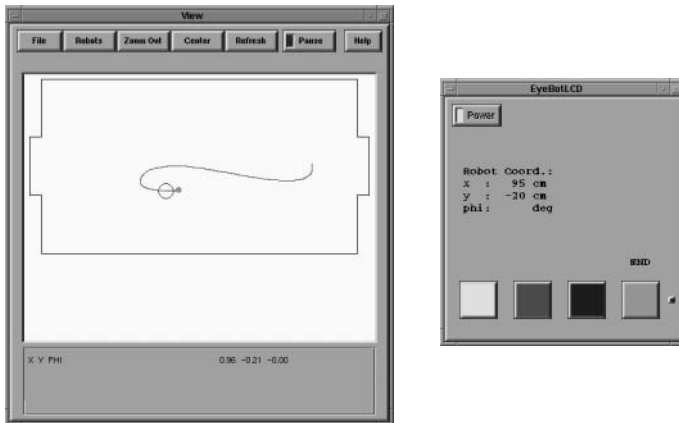 View
File Robots Zoom Out Center Refresh Pause Help
X Y PHI: 0.96 -0.21 -0.00
EyeBotLCD
Power
Robot Coord.:
x : 95 cm
y : -20 cm
phi: deg
END